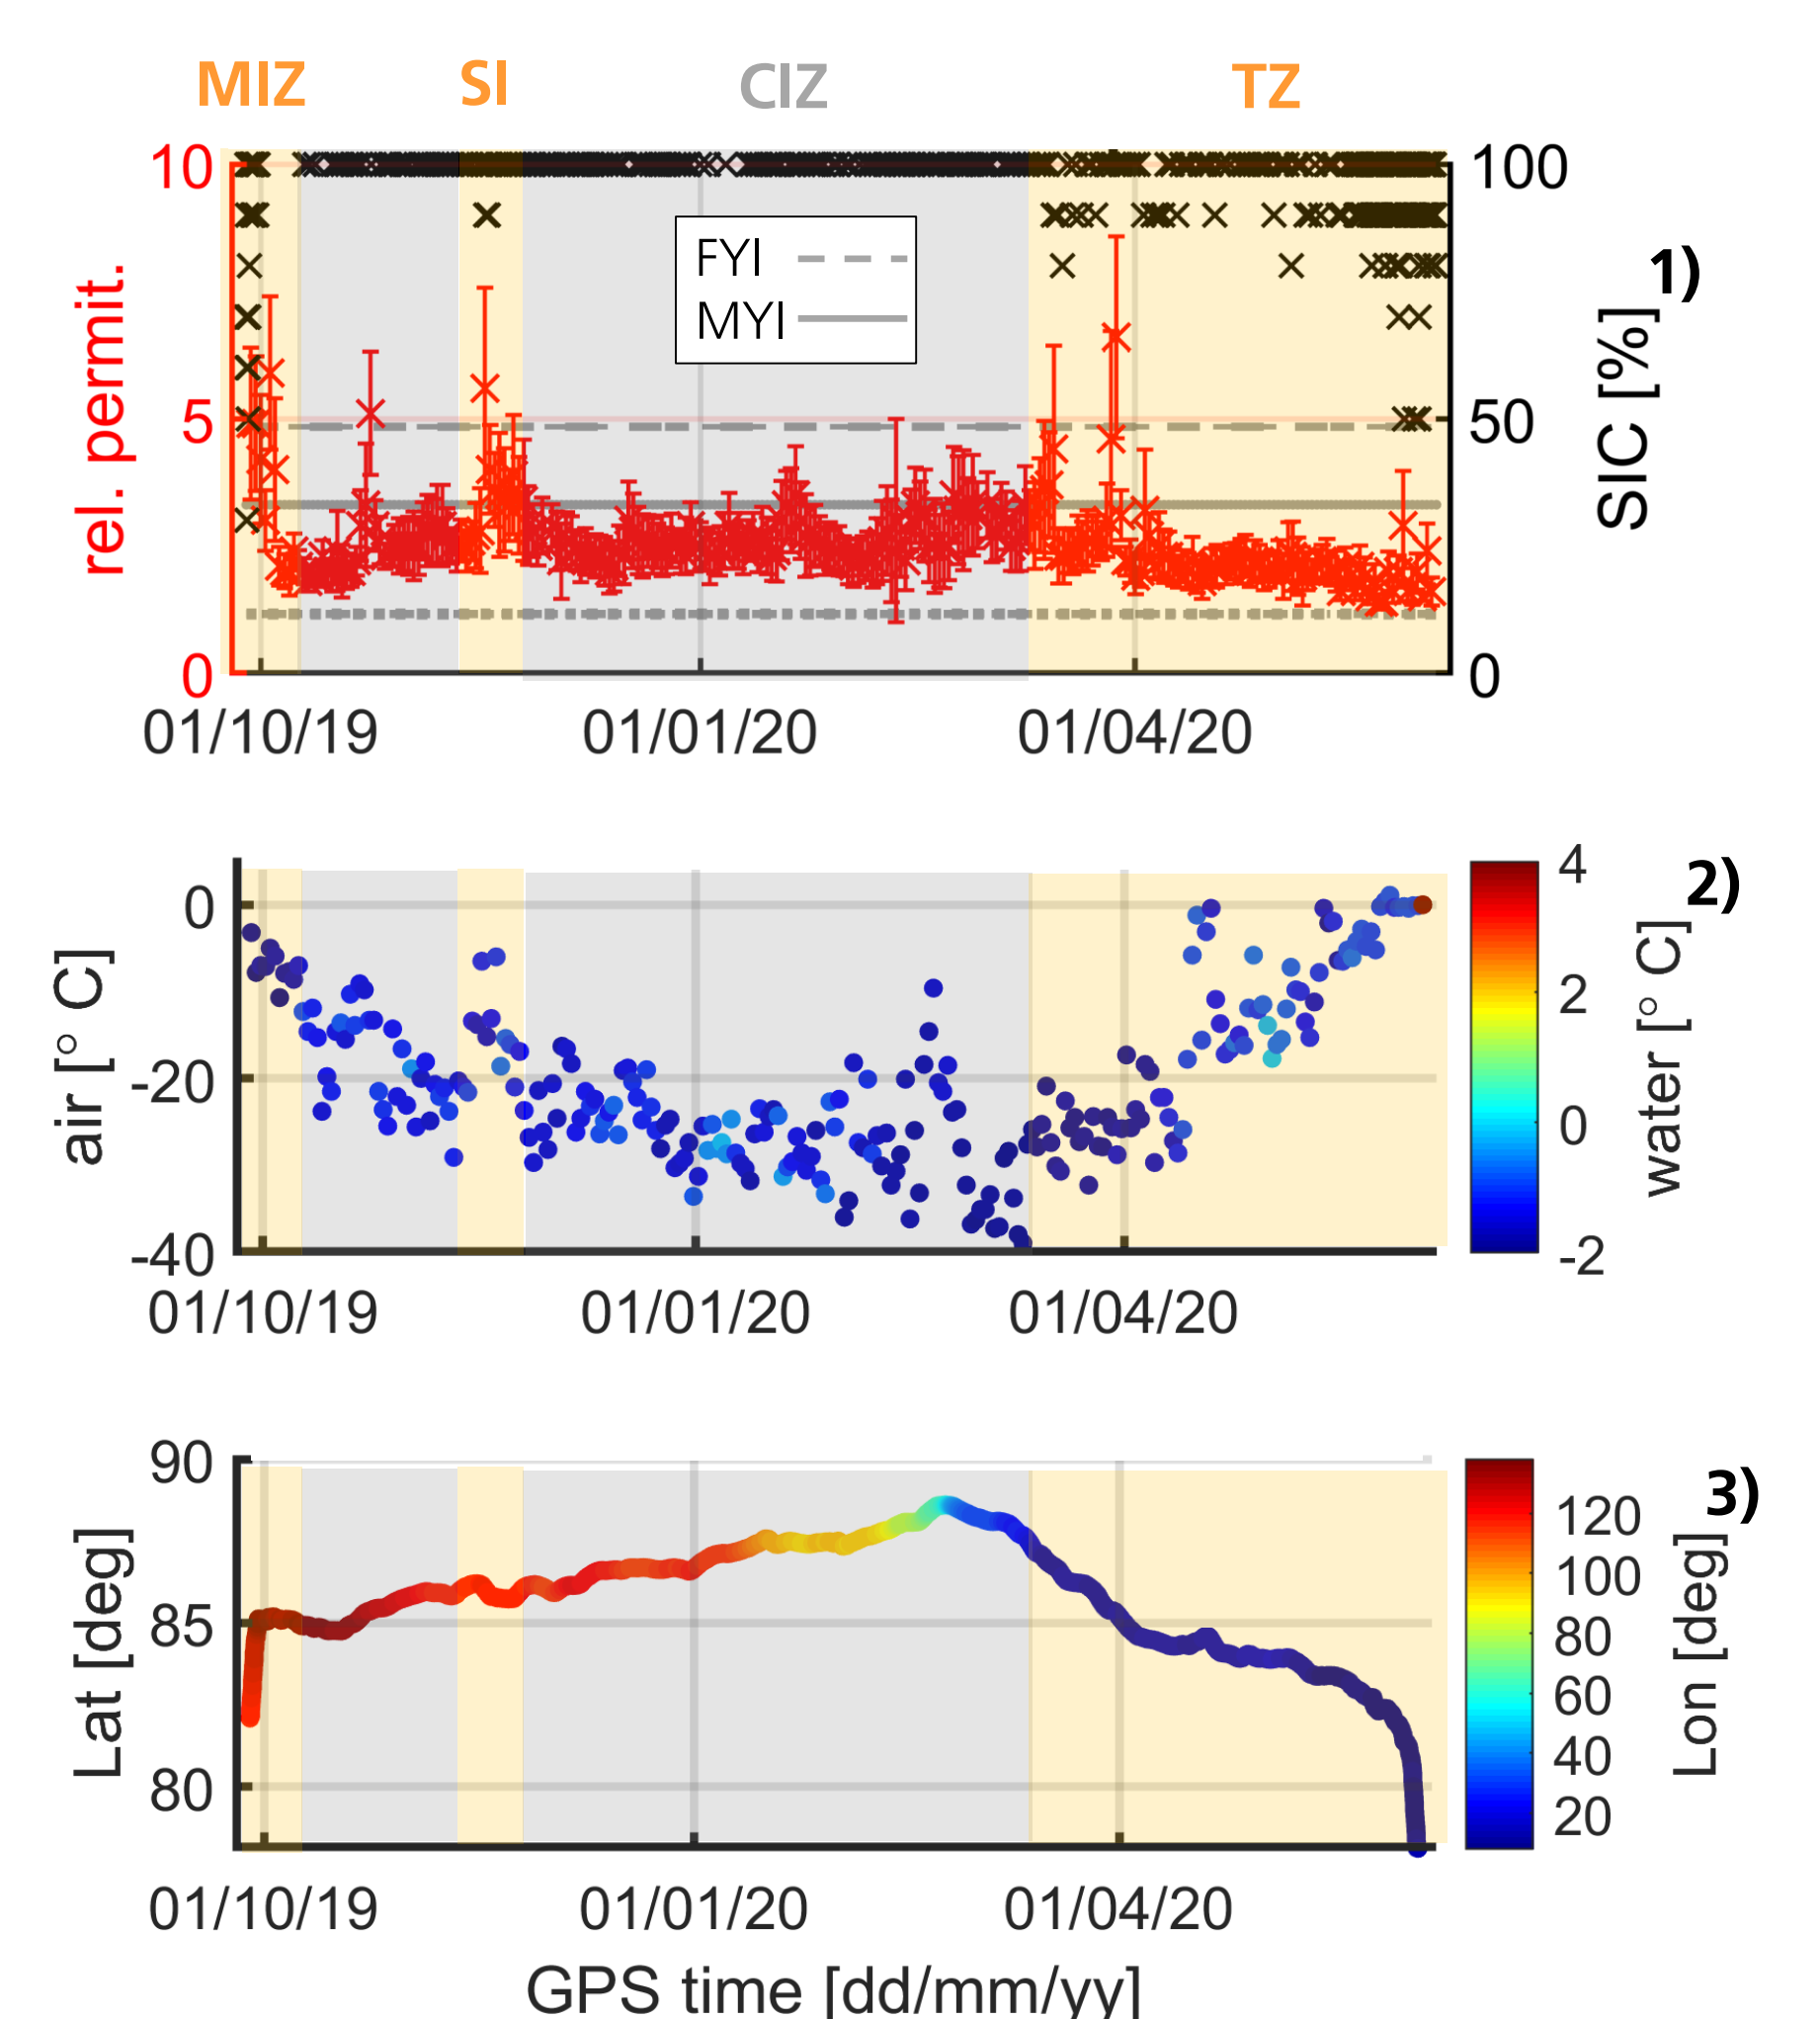 MIZ SI CIZ TZ
10 100
FYI
MYI
5 50
0 0
rel. permit.
SIC [%]
1)
01/10/19 01/01/20 01/04/20
0
-20
-40
air [° C]
4
2
0
-2
water [° C]
2)
01/10/19 01/01/20 01/04/20
90
85
80
Lat [deg]
120
100
80
60
40
20
Lon [deg]
3)
01/10/19 01/01/20 01/04/20
GPS time [dd/mm/yy]